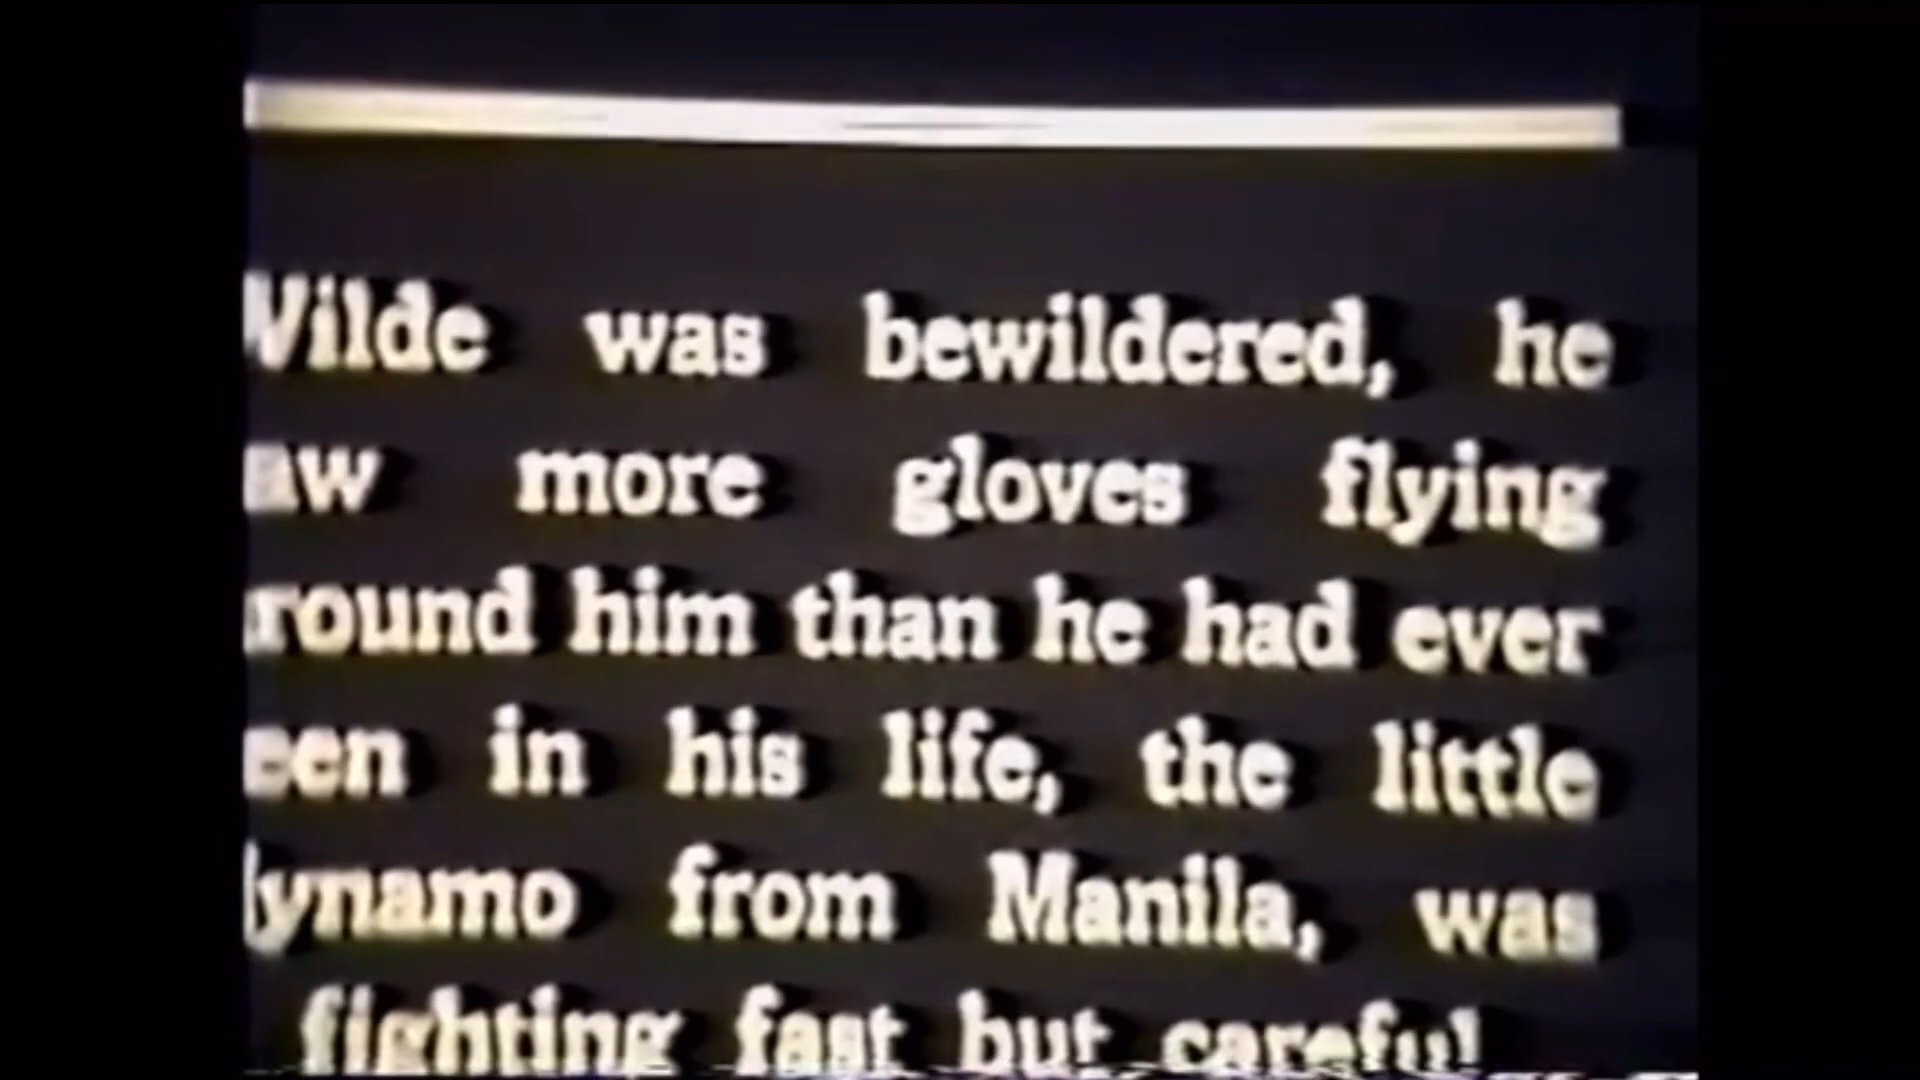 Wilde was bewildered, he
aw more gloves flying
round him than he had ever
een in his life, the little
dynamo from Manila, was
fighting fast but careful